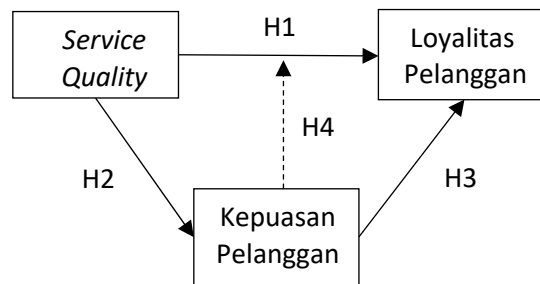 Service
Quality
H1
Loyalitas
Pelanggan
H4
H2
H3
Kepuasan
Pelanggan